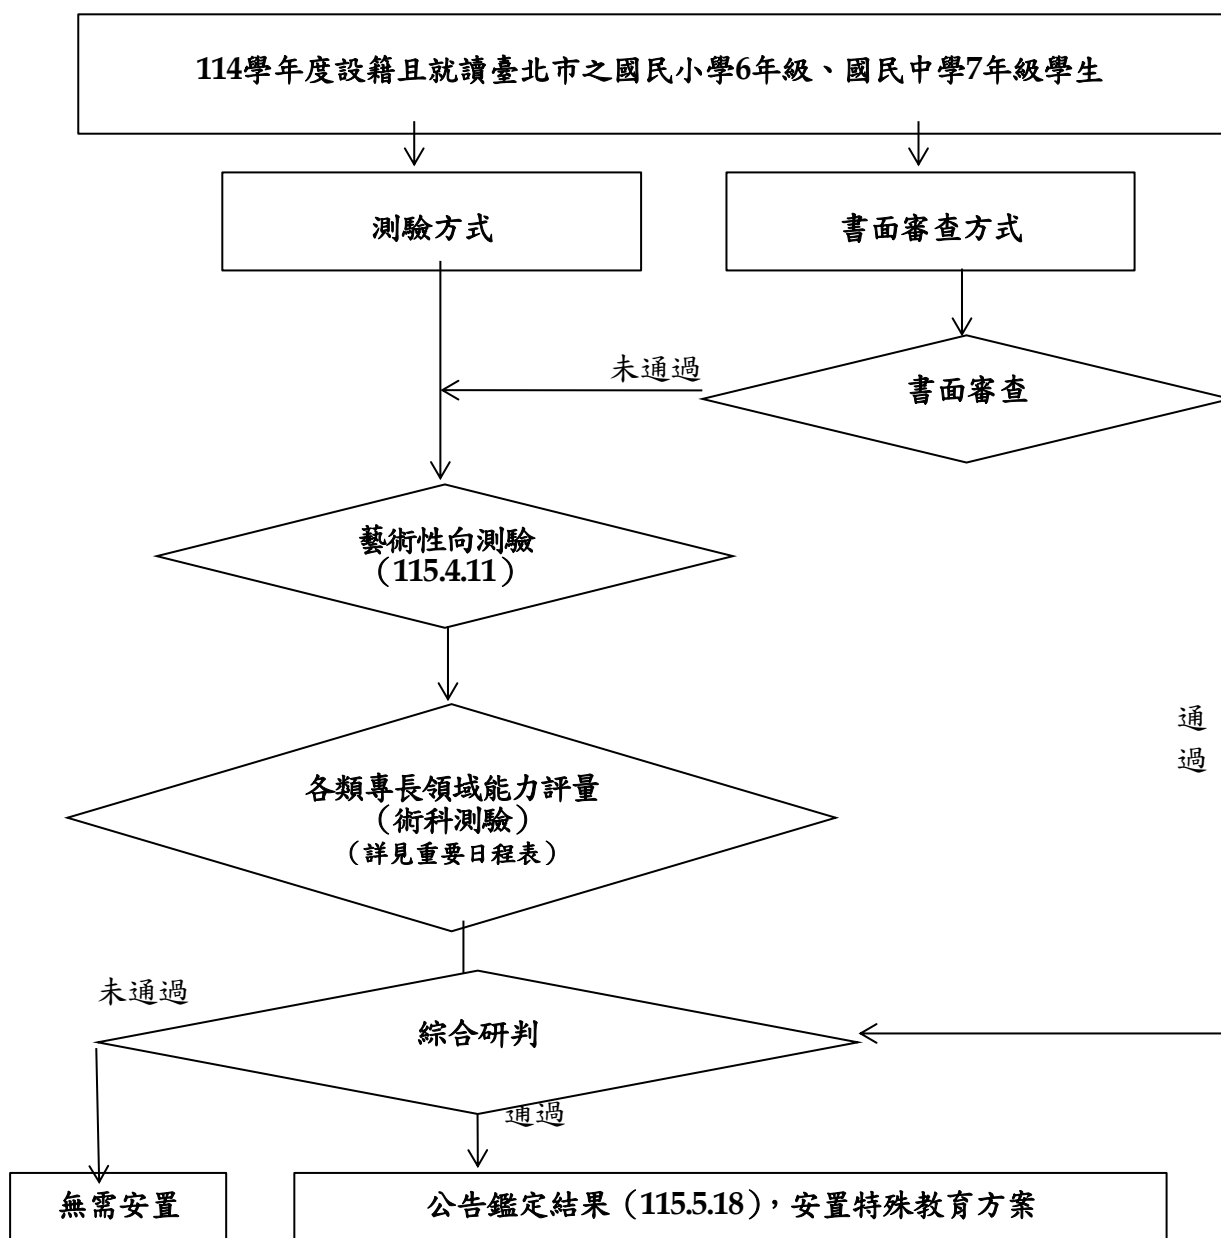 114學年度設籍且就讀臺北市之國民小學6年級、國民中學7年級學生
測驗方式
書面審查方式
未通過
書面審查
藝術性向測驗
（115.4.11）
通
過
各類專長領域能力評量
（術科測驗）
（詳見重要日程表）
未通過
綜合研判
通過
無需安置
公告鑑定結果（115.5.18），安置特殊教育方案